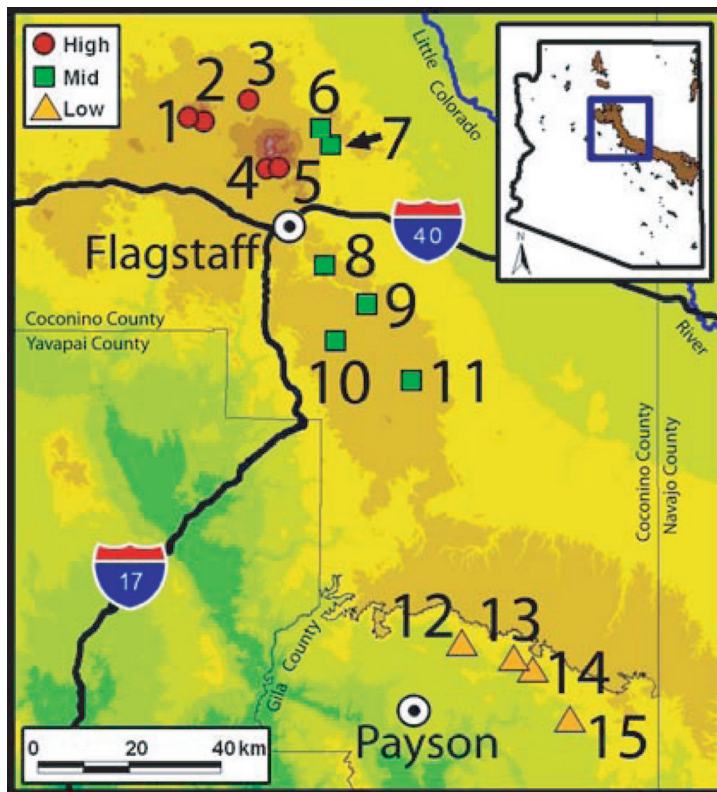 High
Mid
Low
1
2
3
4
5
6
7
Little
Colorado
N
40
Flagstaff
8
9
10
11
River
Coconino County
Yavapai County
Coconino County
Navajo County
17
Gila County
12
13
14
15
Payson
0 20 40 km